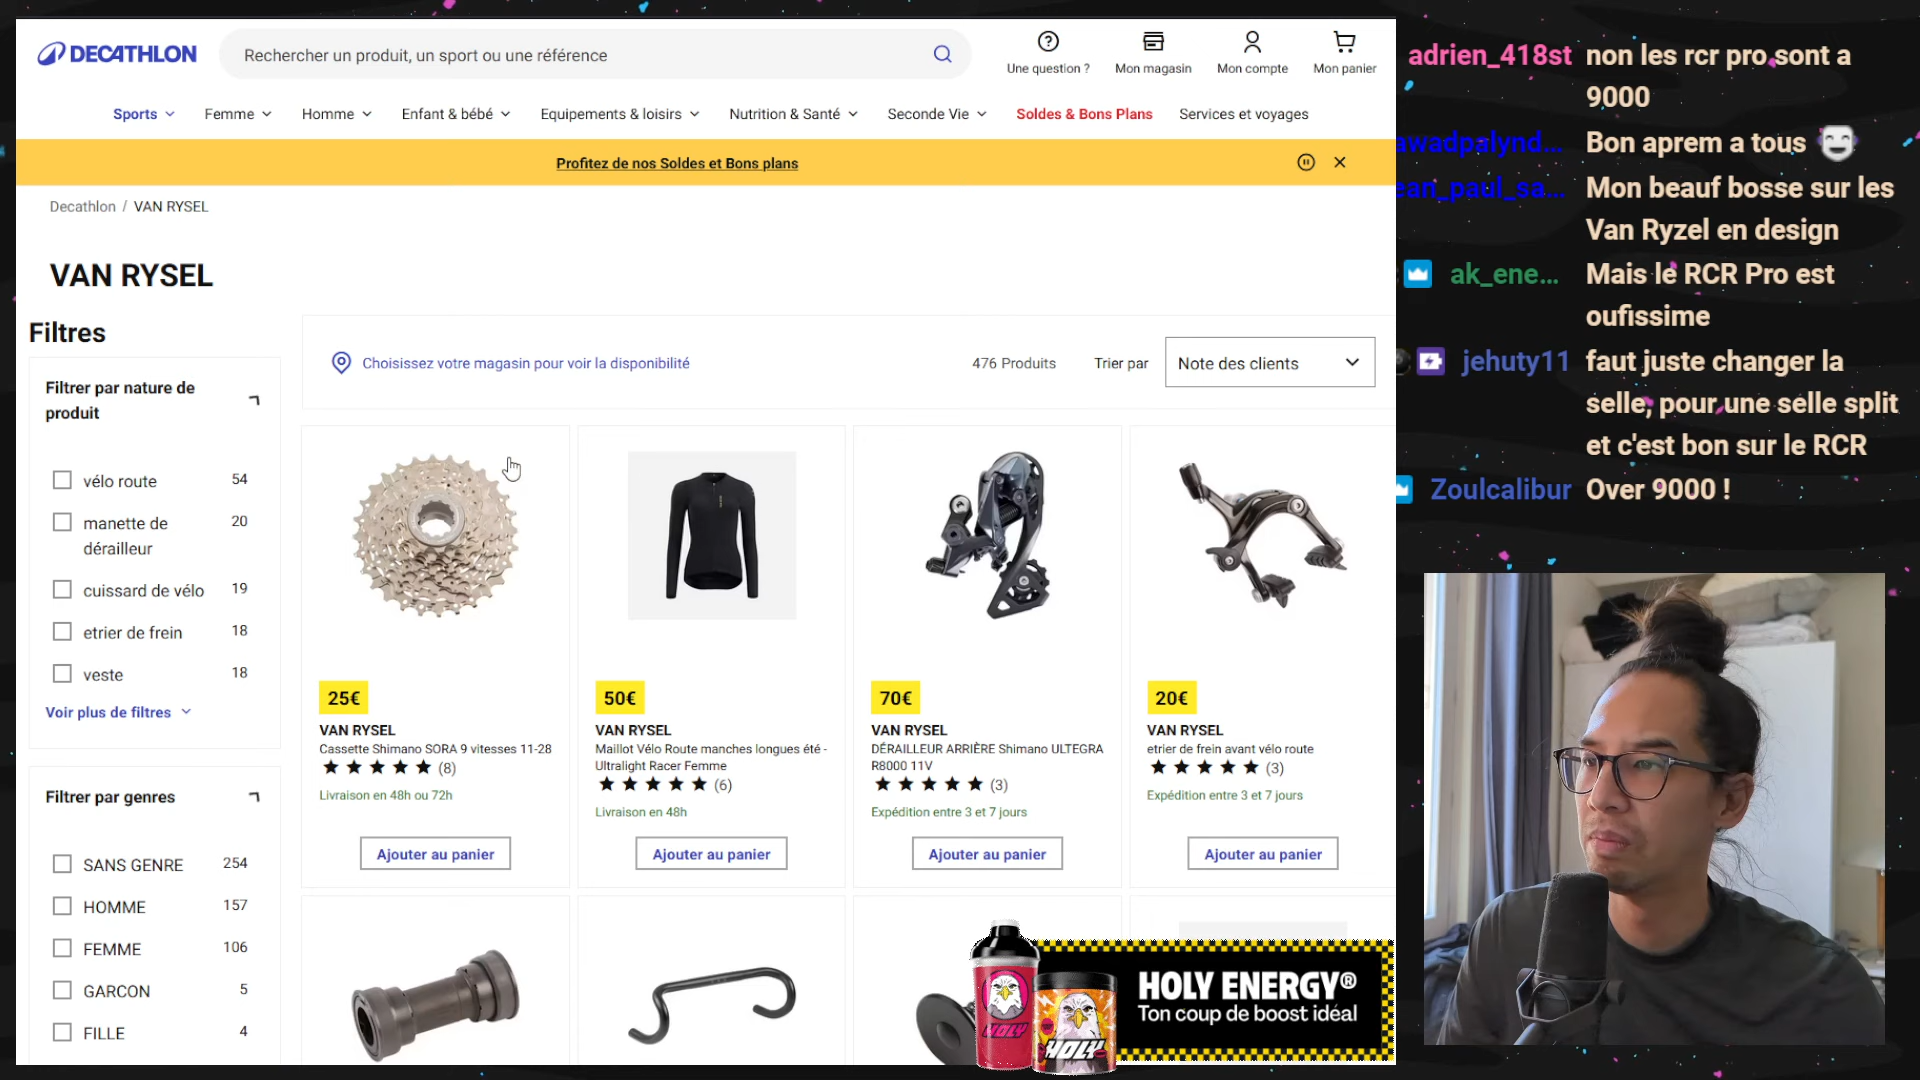 DECATHLON
Rechercher un produit, un sport ou une référence
Une question ?
Mon magasin
Mon compte
Mon panier
Sports
Femme
Homme
Enfant & bébé
Equipements & loisirs
Nutrition & Santé
Seconde Vie
Soldes & Bons Plans
Services et voyages
Profitez de nos Soldes et Bons plans
Decathlon / VAN RYSEL
VAN RYSEL
Filtres
Filtrer par nature de
produit
vélo route 54
manette de 20
dérailleur
cuissard de vélo 19
etrier de frein 18
veste 18
Voir plus de filtres
Filtrer par genres
SANS GENRE 254
HOMME 157
FEMME 106
GARCON 5
FILLE 4
Choisissez votre magasin pour voir la disponibilité
476 Produits
Trier par
Note des clients
25€
VAN RYSEL
Cassette Shimano SORA 9 vitesses 11-28
(8)
Livraison en 48h ou 72h
Ajouter au panier
50€
VAN RYSEL
Maillot Vélo Route manches longues été -
Ultralight Racer Femme
(6)
Livraison en 48h
Ajouter au panier
70€
VAN RYSEL
DÉRAILLEUR ARRIÈRE Shimano ULTEGRA
R8000 11V
(3)
Expédition entre 3 et 7 jours
Ajouter au panier
20€
VAN RYSEL
etrier de frein avant vélo route
(3)
Expédition entre 3 et 7 jours
Ajouter au panier
HOLY
HOLY
HOLY ENERGY®
Ton coup de boost idéal
adrien_418st non les rcr pro sont a
9000
awadpalynd... Bon aprem a tous
ean_paul_sa... Mon beauf bosse sur les
Van Ryzel en design
ak_ene... Mais le RCR Pro est
oufissime
jehuty11 faut juste changer la
selle, pour une selle split
et c'est bon sur le RCR
Zoulcalibur Over 9000 !